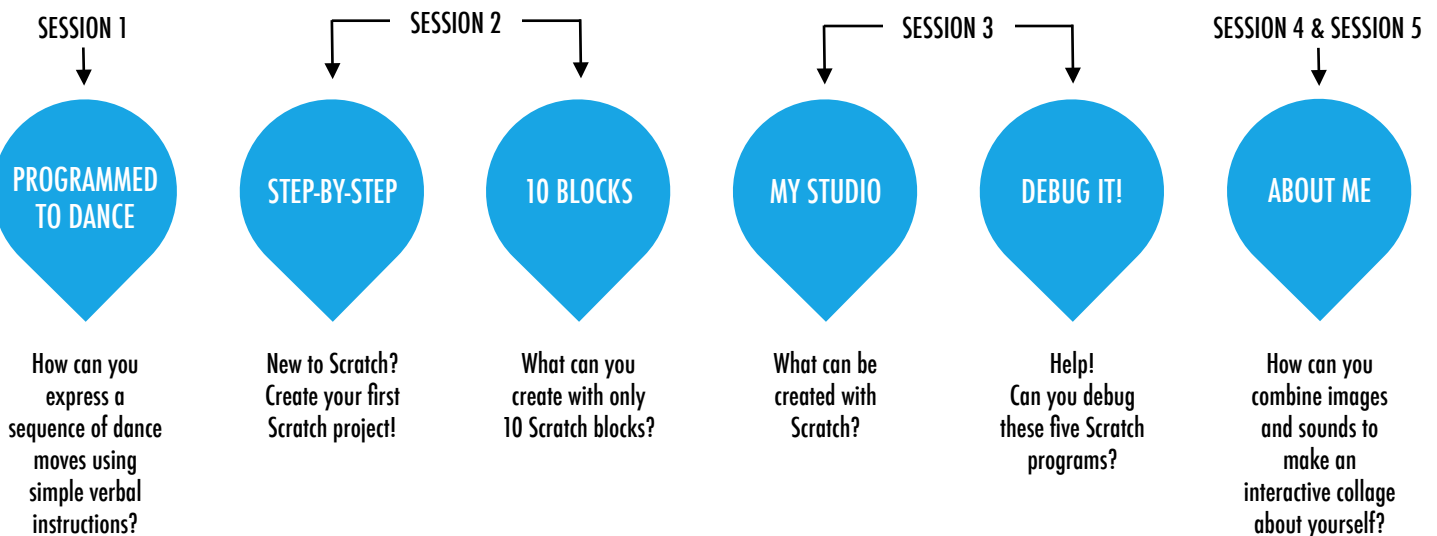 SESSION 1
SESSION 2
SESSION 3
SESSION 4 & SESSION 5
PROGRAMMED
TO DANCE
STEP-BY-STEP
10 BLOCKS
MY STUDIO
DEBUG IT!
ABOUT ME
How can you
express a
sequence of dance
moves using
simple verbal
instructions?
New to Scratch?
Create your first
Scratch project!
What can you
create with only
10 Scratch blocks?
What can be
created with
Scratch?
Help!
Can you debug
these five Scratch
programs?
How can you
combine images
and sounds to
make an
interactive collage
about yourself?